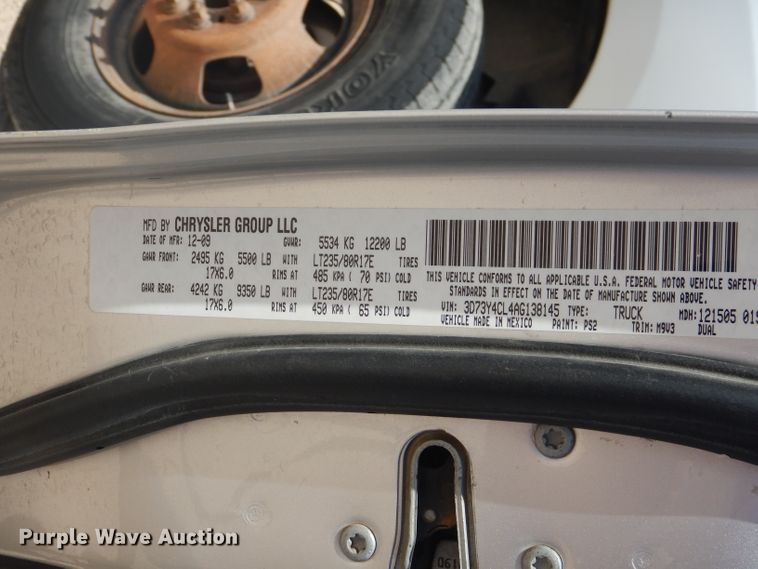 YOK
MFD BY CHRYSLER GROUP LLC
DATE OF MFR: 12-09 GVWR: 5534 KG 12200 LB
GAWR FRONT: 2495 KG 5500 LB WITH LT235/80R17E TIRES
17X6.0 RIMS AT 485 KPA ( 70 PSI) COLD
GAWR REAR: 4242 KG 9350 LB WITH LT235/80R17E TIRES
17X6.0 RIMS AT 450 KPA ( 65 PSI) COLD
THIS VEHICLE CONFORMS TO ALL APPLICABLE U.S.A. FEDERAL MOTOR VEHICLE SAFETY
STANDARDS IN EFFECT ON THE DATE OF MANUFACTURE SHOWN ABOVE.
VIN: 3D73Y4CL4AG138145 TYPE: TRUCK MDH: 121505 019
VEHICLE MADE IN MEXICO PAINT: PS2 TRIM: M9V3 DUAL
190
Purple Wave Auction